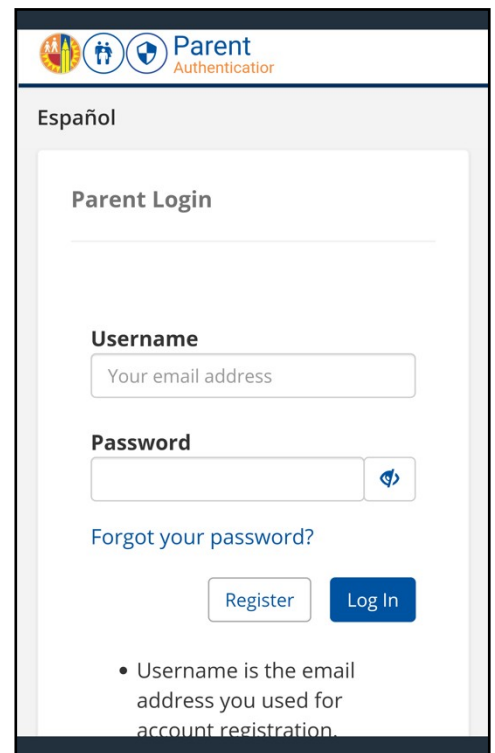 Parent
Authenticatior
Español
Parent Login
Username
Your email address
Password
Forgot your password?
Register
Log In
• Username is the email
address you used for
account registration.